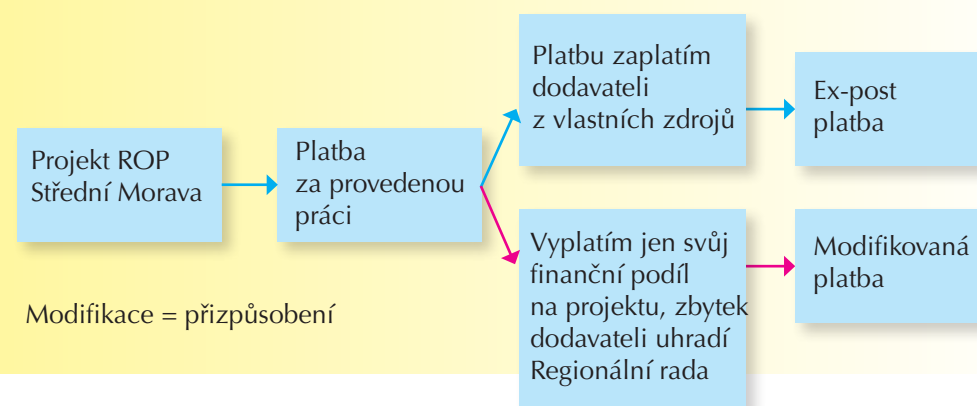 Projekt ROP
Střední Morava
Platba
za provedenou
práci
Platbu zaplatím
dodavateli
z vlastních zdrojů
Ex-post
platba
Vyplatím jen svůj
finanční podíl
na projektu, zbytek
dodavateli uhradí
Regionální rada
Modifikovaná
platba
Modifikace = přizpůsobení